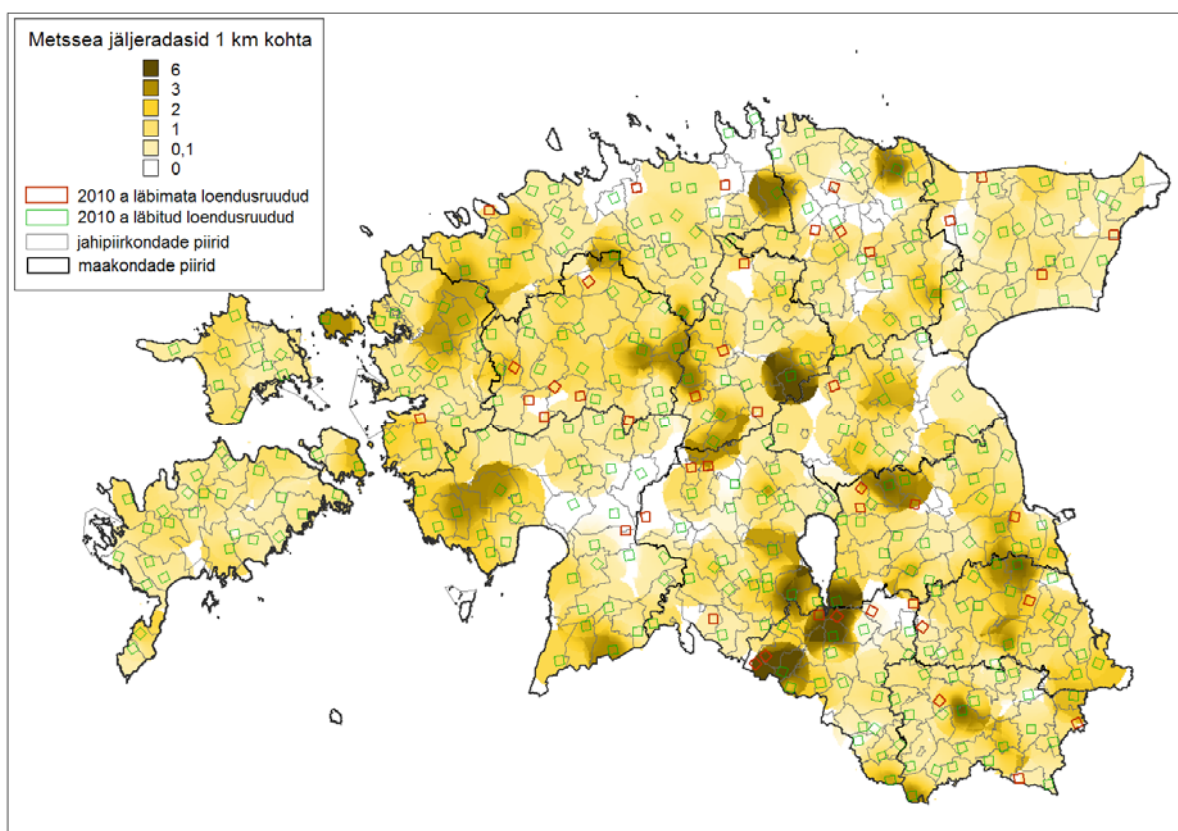 Metssea jäljeradasid 1 km kohta
6
3
2
1
0,1
0
2010 a läbimata loendusruudud
2010 a läbitud loendusruudud
jahipiirkondade piirid
maakondade piirid